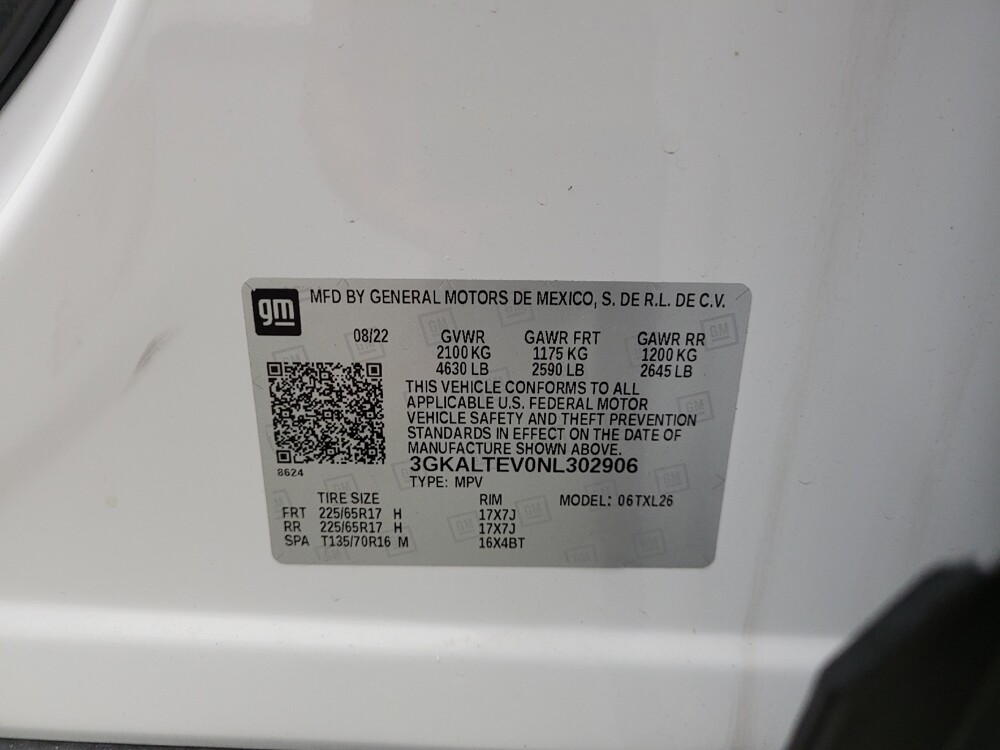 gm MFD BY GENERAL MOTORS DE MEXICO, S. DE R.L. DE C.V.
08/22 GVWR GAWR FRT GAWR RR
2100 KG 1175 KG 1200 KG
4630 LB 2590 LB 2645 LB
THIS VEHICLE CONFORMS TO ALL
APPLICABLE U.S. FEDERAL MOTOR
VEHICLE SAFETY AND THEFT PREVENTION
STANDARDS IN EFFECT ON THE DATE OF
MANUFACTURE SHOWN ABOVE.
8624
3GKALTEV0NL302906
TYPE: MPV
TIRE SIZE RIM MODEL: 06TXL26
FRT 225/65R17 H 17X7J
RR 225/65R17 H 17X7J
SPA T135/70R16 M 16X4BT